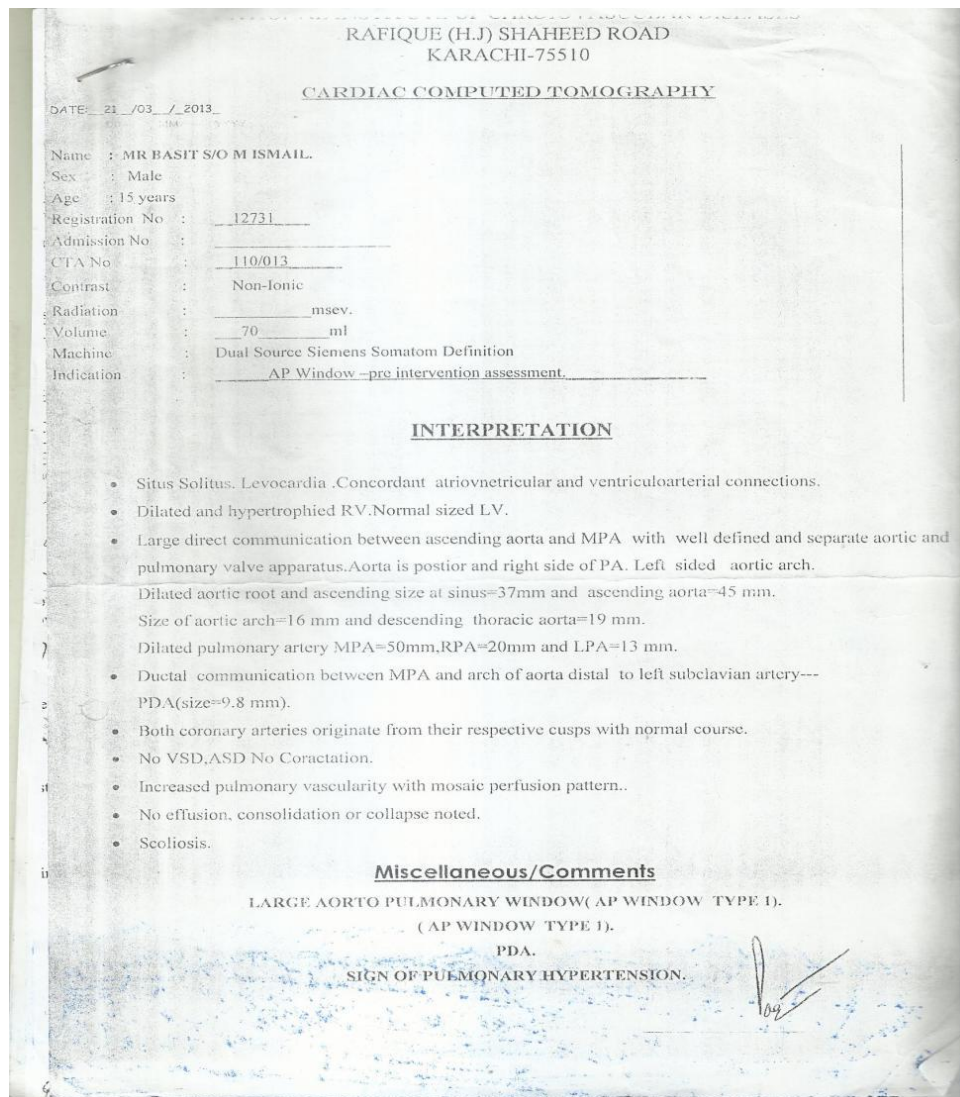 OF CARDIOVASCULAR DISEASES
RAFIQUE (H.J) SHAHEED ROAD
KARACHI-75510
CARDIAC COMPUTED TOMOGRAPHY
DATE: 21 /03 / 2013
MM
Name : MR BASIT S/O M ISMAIL.
Sex : Male
Age : 15 years
Registration No : 12731
Admission No :
CTA No : 110/013
Contrast : Non-Ionic
Radiation : msev.
Volume : 70 ml
Machine : Dual Source Siemens Somatom Definition
Indication : AP Window –pre intervention assessment.
INTERPRETATION
• Situs Solitus. Levocardia .Concordant atriovnetricular and ventriculoarterial connections.
• Dilated and hypertrophied RV.Normal sized LV.
• Large direct communication between ascending aorta and MPA with well defined and separate aortic and
pulmonary valve apparatus.Aorta is postior and right side of PA. Left sided aortic arch.
Dilated aortic root and ascending size at sinus=37mm and ascending aorta=45 mm.
Size of aortic arch=16 mm and descending thoracic aorta=19 mm.
Dilated pulmonary artery MPA=50mm,RPA=20mm and LPA=13 mm.
• Ductal communication between MPA and arch of aorta distal to left subclavian artery---
PDA(size=9.8 mm).
• Both coronary arteries originate from their respective cusps with normal course.
• No VSD,ASD No Coractation.
• Increased pulmonary vascularity with mosaic perfusion pattern..
• No effusion, consolidation or collapse noted.
• Scoliosis.
Miscellaneous/Comments
LARGE AORTO PULMONARY WINDOW( AP WINDOW TYPE 1).
( AP WINDOW TYPE 1).
PDA.
SIGN OF PULMONARY HYPERTENSION.